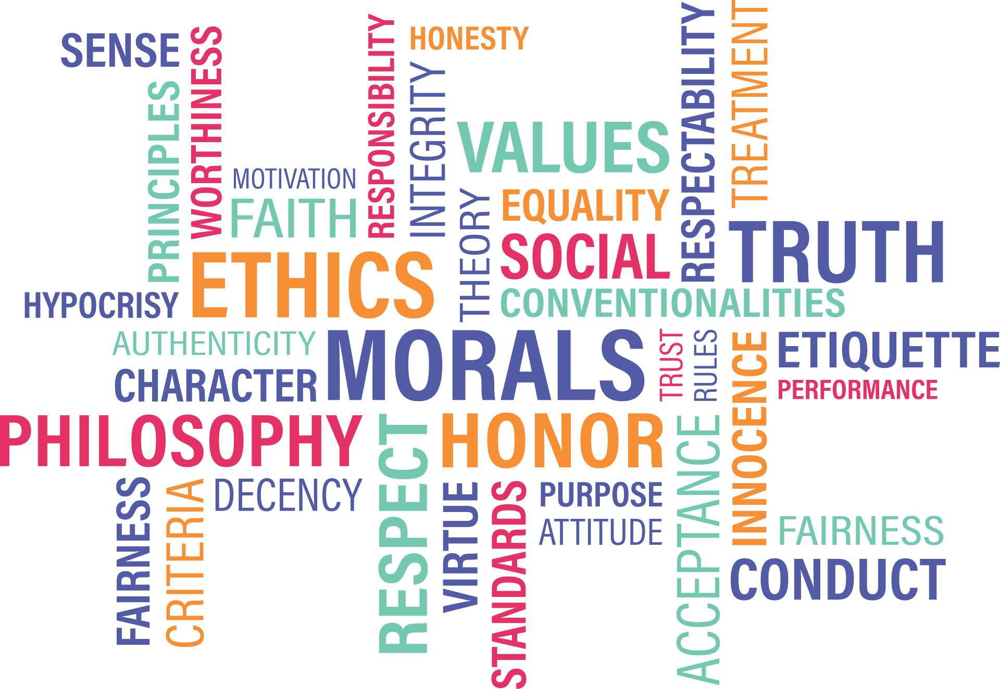 SENSE
PRINCIPLES
WORTHINESS
MOTIVATION
FAITH
RESPONSIBILITY
HONESTY
INTEGRITY
VALUES
THEORY
EQUALITY
SOCIAL
RESPECTABILITY
TREATMENT
TRUTH
HYPOCRISY
ETHICS
CONVENTIONALITIES
AUTHENTICITY
CHARACTER
MORALS
TRUST
RULES
INNOCENCE
ETIQUETTE
PERFORMANCE
PHILOSOPHY
RESPECT
HONOR
ACCEPTANCE
FAIRNESS
CRITERIA
DECENCY
VIRTUE
STANDARDS
PURPOSE
ATTITUDE
FAIRNESS
CONDUCT